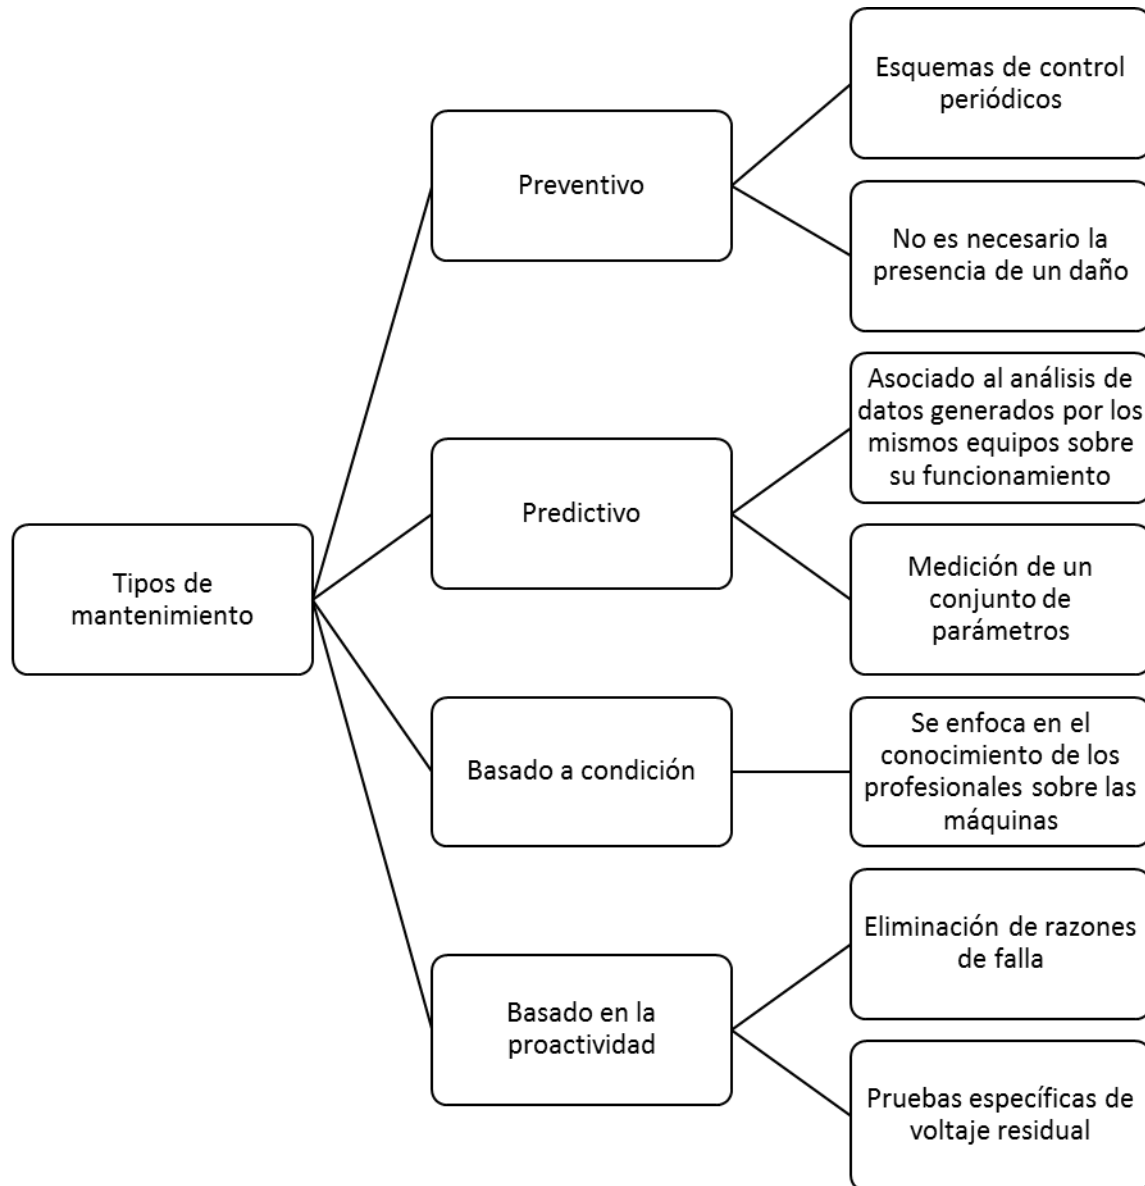 Tipos de
mantenimiento
Preventivo
Esquemas de control
periódicos
No es necesario la
presencia de un daño
Predictivo
Asociado al análisis de
datos generados por los
mismos equipos sobre
su funcionamiento
Medición de un
conjunto de
parámetros
Basado a condición
Se enfoca en el
conocimiento de los
profesionales sobre las
máquinas
Basado en la
proactividad
Eliminación de razones
de falla
Pruebas específicas de
voltaje residual